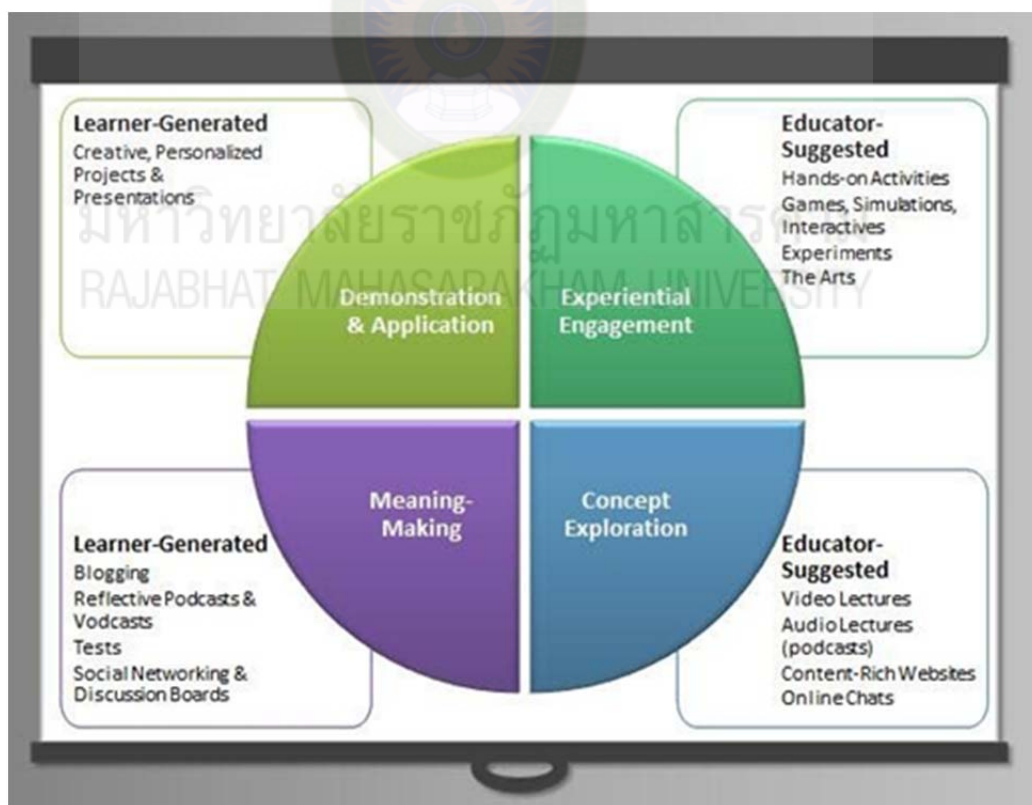 Learner-Generated
Creative, Personalized
Projects &
Presentations
Educator-
Suggested
Hands-on Activities
Games, Simulations,
Interactives
Experiments
The Arts
มหาวิทยาลัยราชภัฏมหาสารคาม
RAJABHAT MAHASARAKHAM UNIVERSITY
Demonstration
& Application
Experiential
Engagement
Meaning-
Making
Concept
Exploration
Learner-Generated
Blogging
Reflective Podcasts &
Vodcasts
Tests
Social Networking &
Discussion Boards
Educator-
Suggested
Video Lectures
Audio Lectures
(podcasts)
Content-Rich Websites
Online Chats